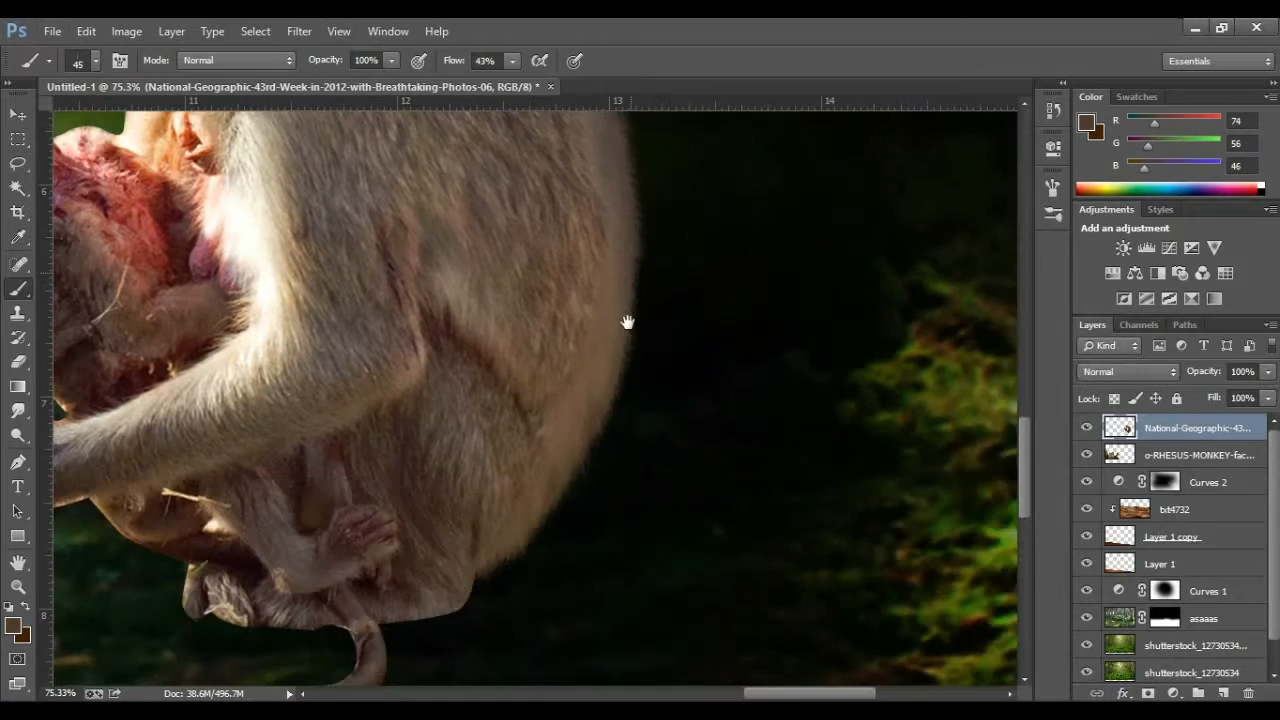 Ps File Edit Image Layer Type Select Filter View Window Help
45 Mode: Normal Opacity: 100% Flow: 43% Essentials
Untitled-1 @ 75.3% (National-Geographic-43rd-Week-in-2012-with-Breathtaking-Photos-06, RGB/8) *
11 12 13 14
6
7
8
Color Swatches
R 74
G 56
B 46
Adjustments Styles
Add an adjustment
Layers Channels Paths
Kind
Normal Opacity: 100%
Lock: Fill: 100%
National-Geographic-43...
o-RHESUS-MONKEY-fac...
Curves 2
txt4732
Layer 1 copy
Layer 1
Curves 1
asaaas
shutterstock_12730534...
shutterstock_12730534
75.33% Doc: 38.6M/496.7M